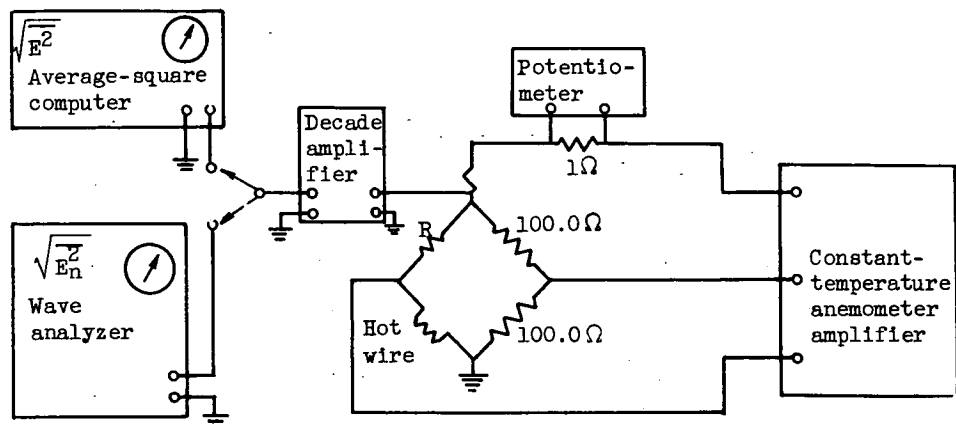 √E²
Average-square
computer
Decade
ampli-
fier
Potentio-
meter
1Ω
R
100.0Ω
100.0Ω
Hot
wire
√Eₙ²
Wave
analyzer
Constant-
temperature
anemometer
amplifier